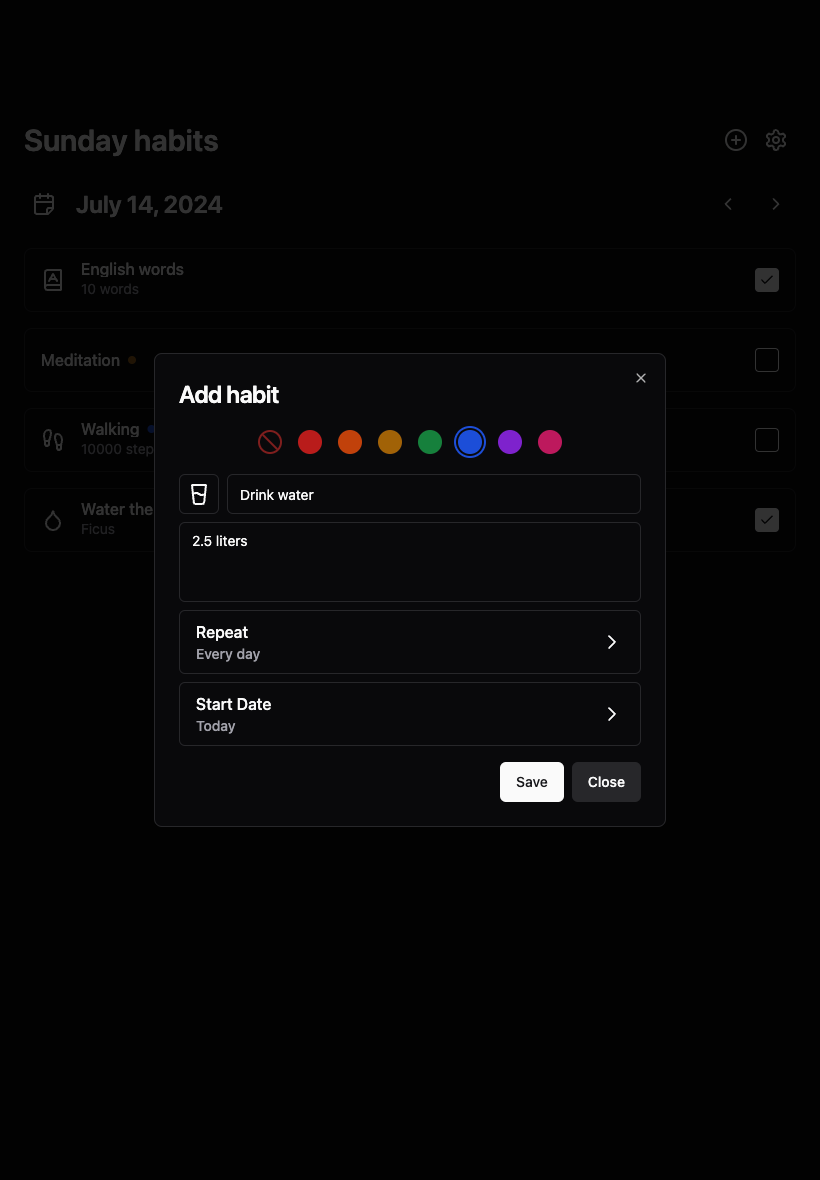 Sunday habits
July 14, 2024
English words
10 words
Meditation
Walking
10000 step
Water the
Ficus
Add habit
Drink water
2.5 liters
Repeat
Every day
Start Date
Today
Save
Close